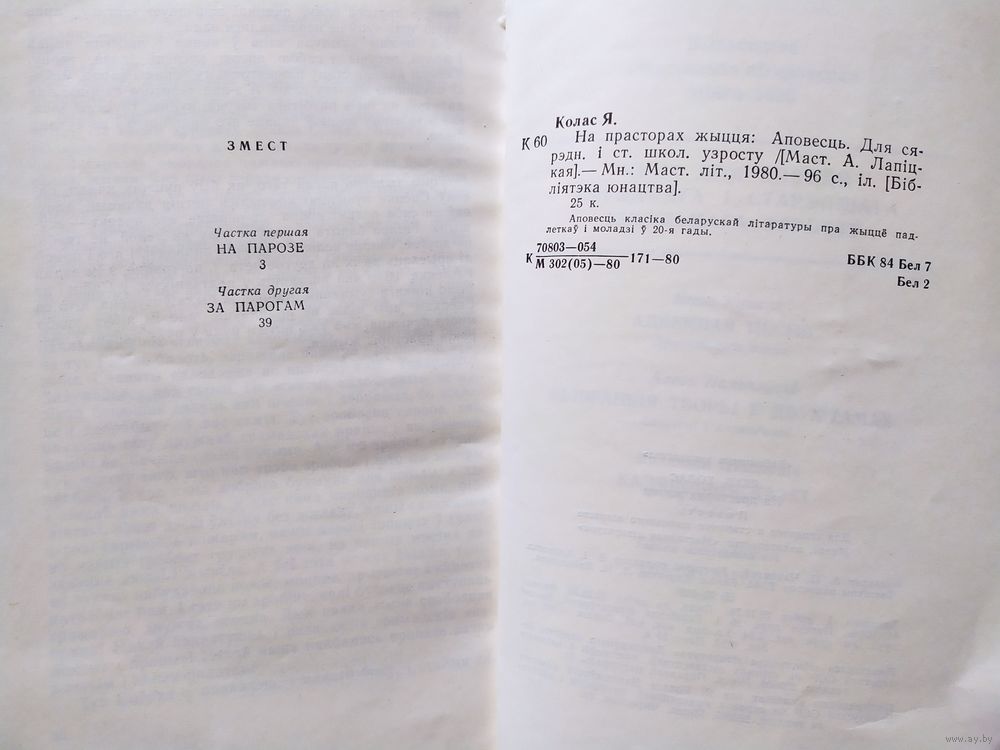 ЗМЕСТ
Частка першая
НА ПАРОЗЕ
3
Частка другая
ЗА ПАРОГАМ
39
Колас Я.
К 60 На прасторах жыцця: Аповесць. Для ся-
рэдн. і ст. школ. узросту /[Маст. А. Лапіц-
кая].— Мн.: Маст. літ., 1980.— 96 с., іл. [Біб-
ліятэка юнацтва].
25 к.
Аповесць класіка беларускай літаратуры пра жыццё пад-
леткаў і моладзі ў 20-я гады.
70803—054
К М 302(05)—80 171—80
ББК 84 Бел 7
Бел 2
www.ay.by